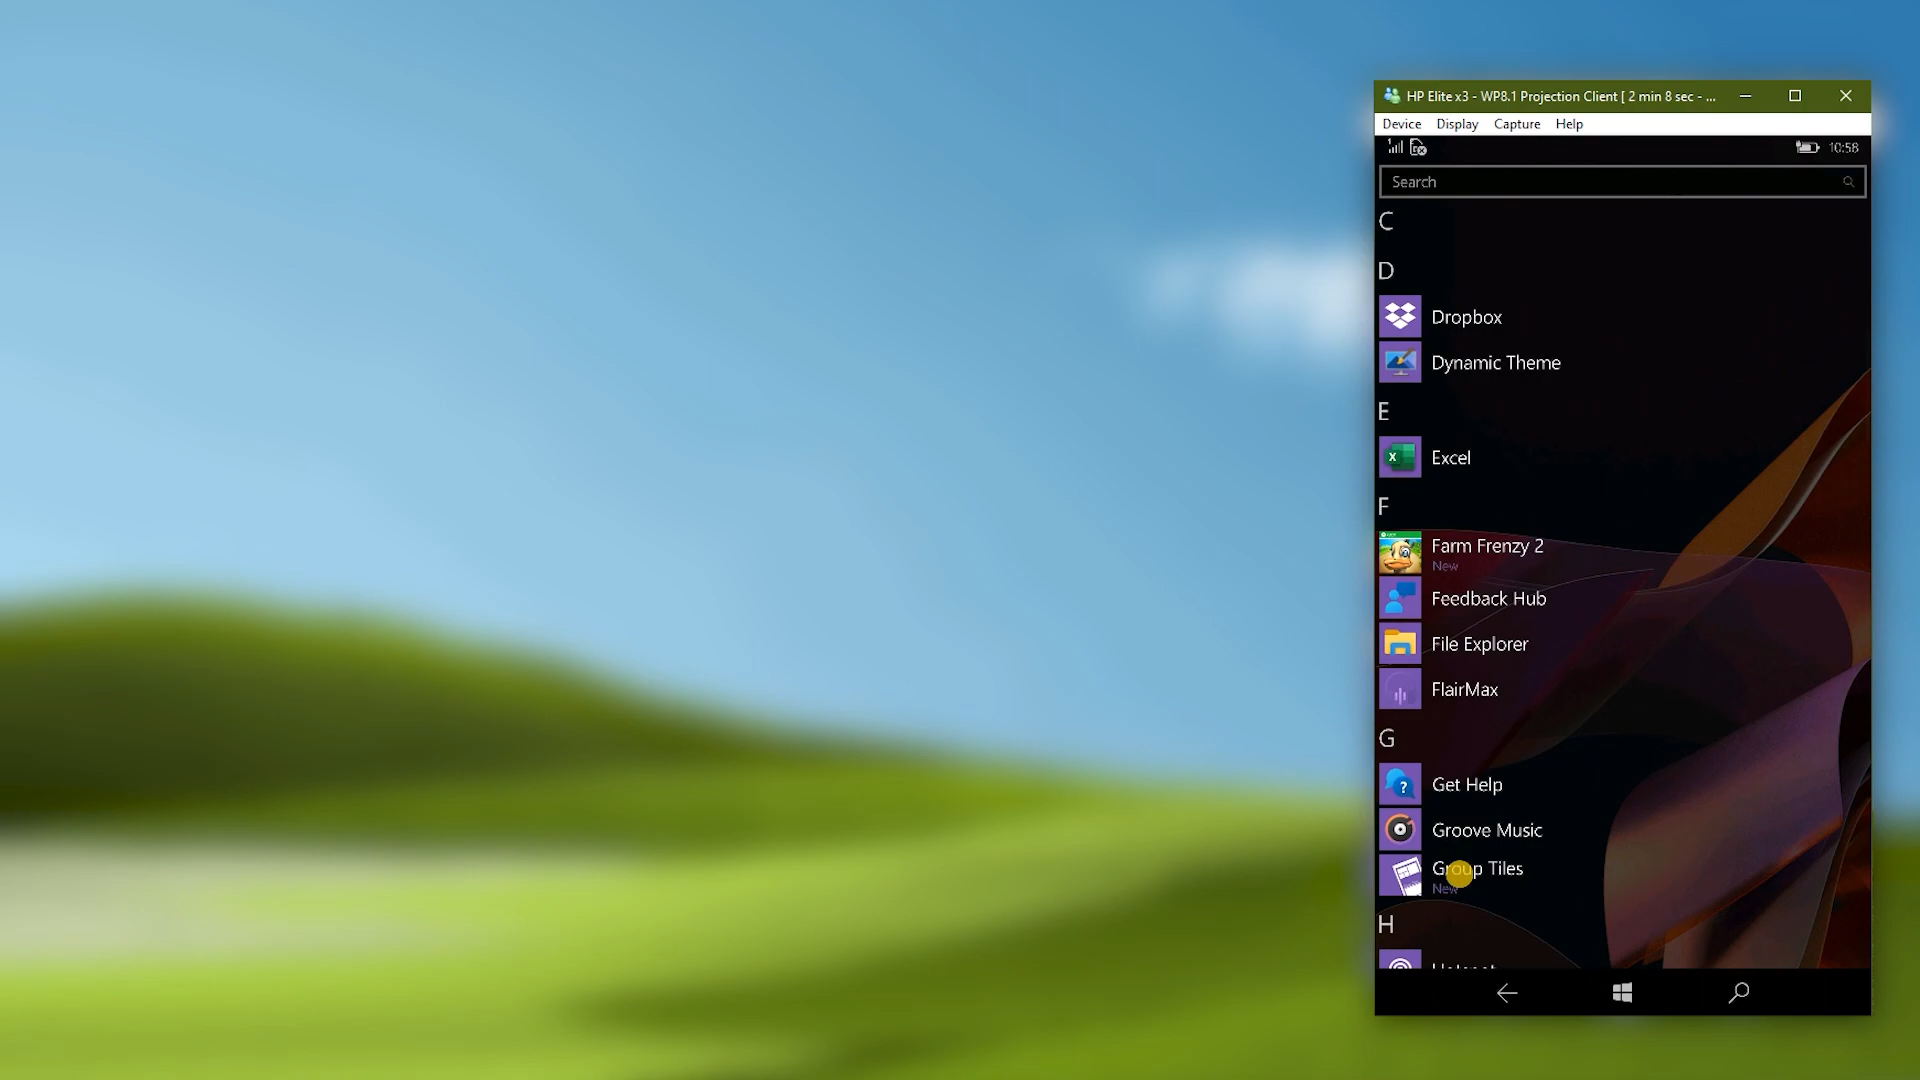 HP Elite x3 - WP8.1 Projection Client [ 2 min 8 sec - ...
Device Display Capture Help
10:58
Search
C
D
Dropbox
Dynamic Theme
E
Excel
F
Farm Frenzy 2
New
Feedback Hub
File Explorer
FlairMax
G
Get Help
Groove Music
Group Tiles
New
H
Hotspot